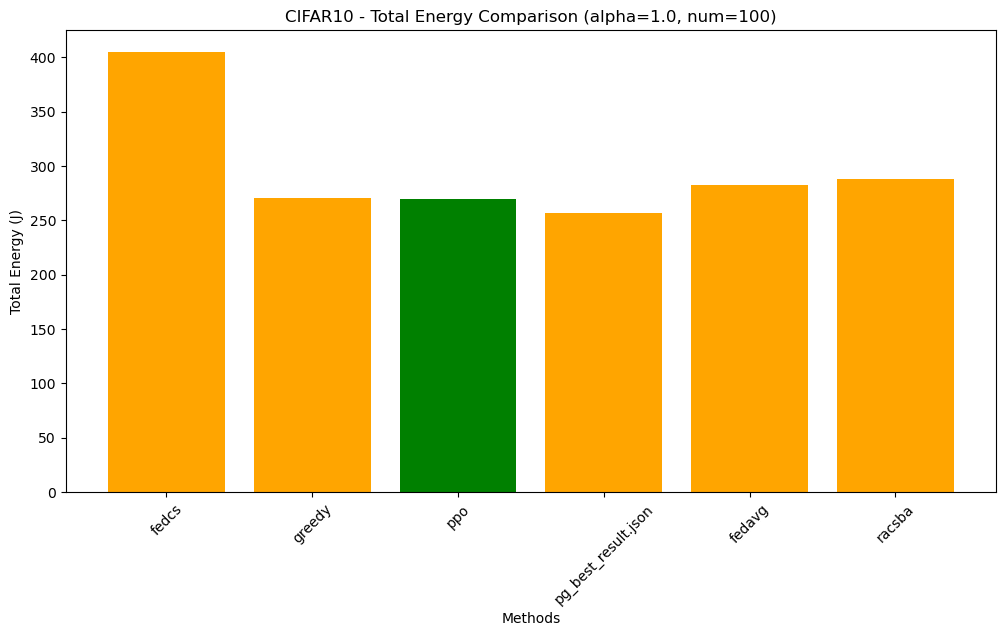 CIFAR10 - Total Energy Comparison (alpha=1.0, num=100)
Total Energy (J)
400
350
300
250
200
150
100
50
0
fedcs
greedy
ppo
pg_best_result.json
fedavg
racsba
Methods